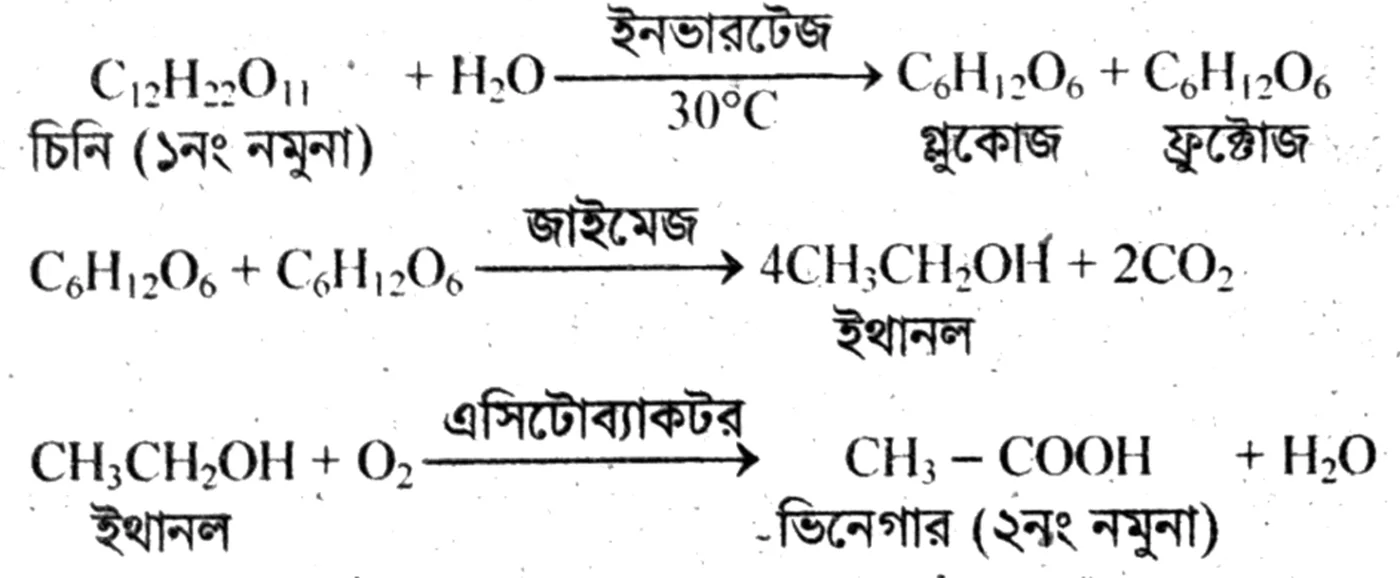 C₁₂H₂₂O₁₁ + H₂O ইনভারটেজ 30°C → C₆H₁₂O₆ + C₆H₁₂O₆
চিনি (১নং নমুনা) গ্লুকোজ ফ্রুক্টোজ
C₆H₁₂O₆ + C₆H₁₂O₆ জাইমেজ → 4CH₃CH₂OH + 2CO₂
ইথানল
CH₃CH₂OH + O₂ এসিটোব্যাকটর → CH₃ – COOH + H₂O
ইথানল ভিনেগার (২নং নমুনা)